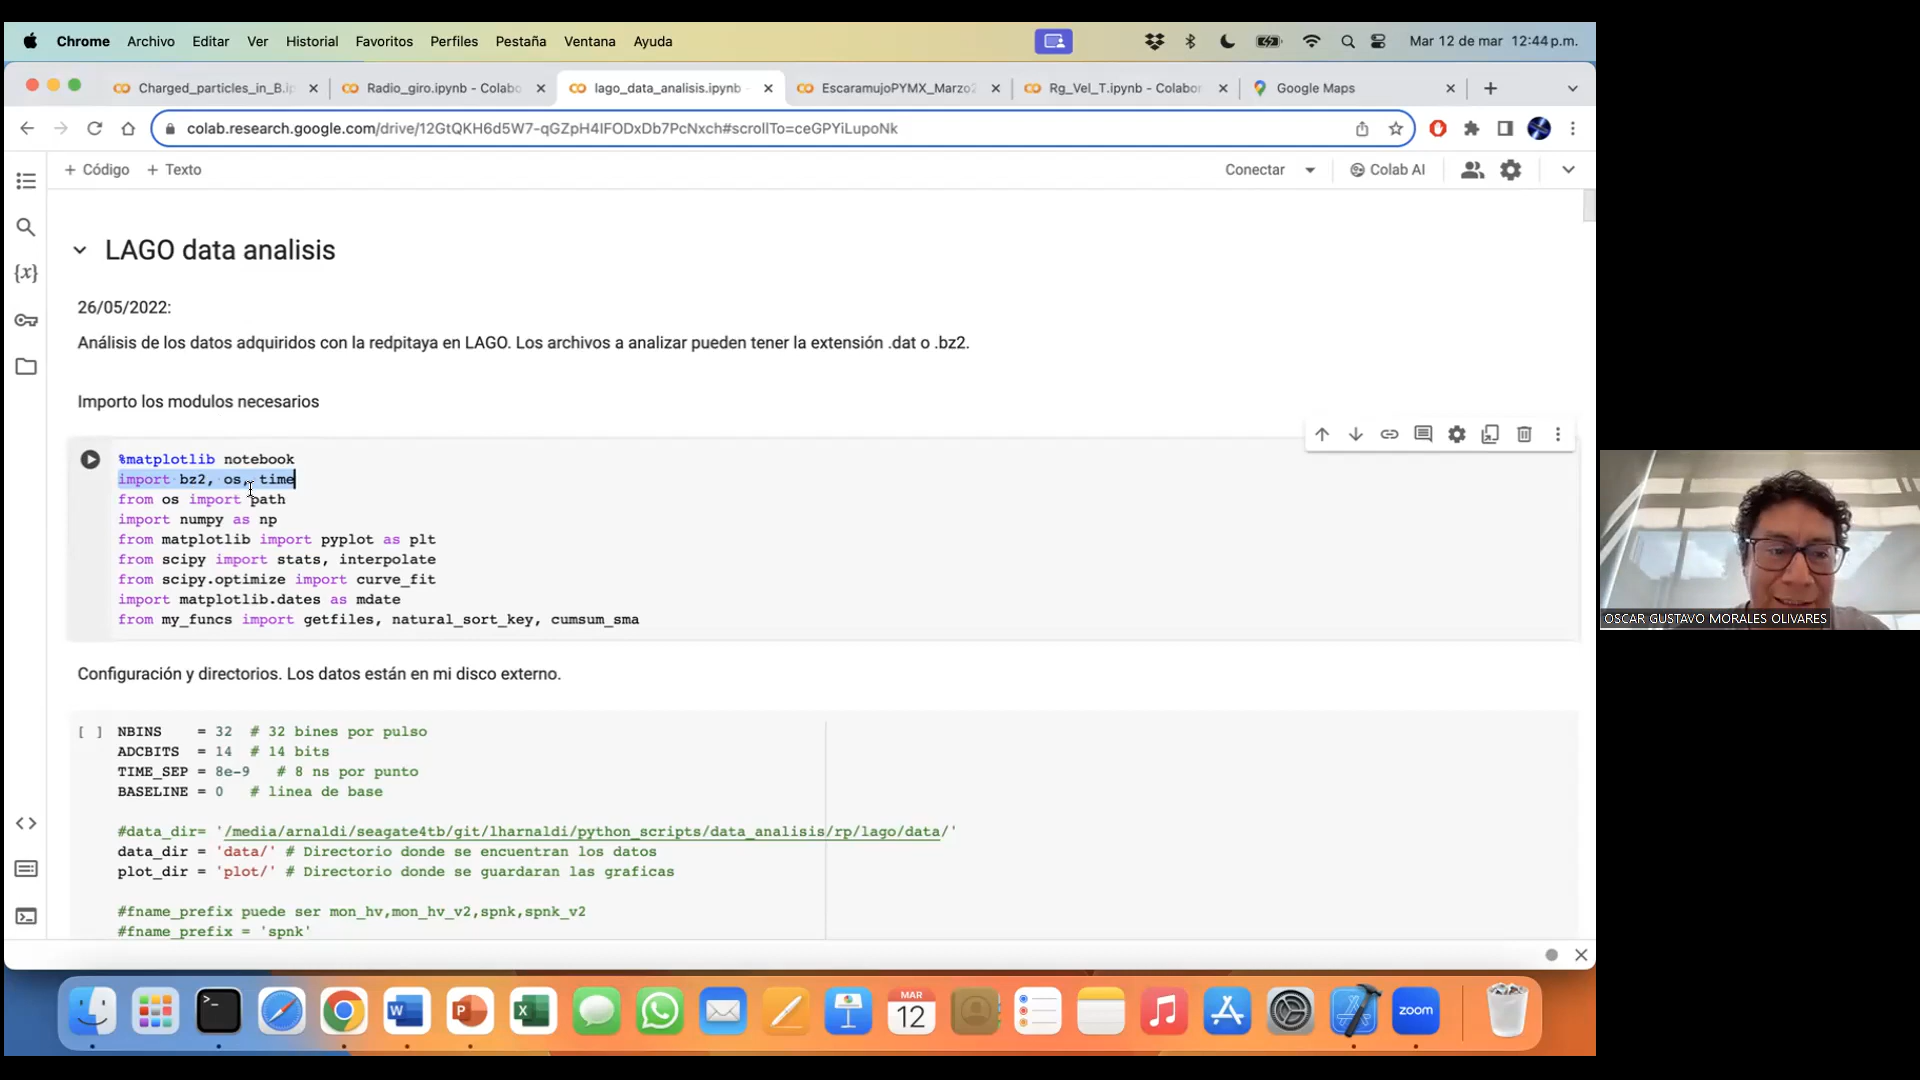 Chrome Archivo Editar Ver Historial Favoritos Perfiles Pestaña Ventana Ayuda Mar 12 de mar 12:44 p.m.
Charged_particles_in_B.ip Radio_giro.ipynb - Colabo lago_data_analisis.ipynb - EscaramujoPYMX_Marzo2 Rg_Vel_T.ipynb - Colabor Google Maps
colab.research.google.com/drive/12GtQKH6d5W7-qGZpH4IFODxDb7PcNxch#scrollTo=ceGPYiLupoNk
+ Código + Texto Conectar Colab AI
LAGO data analisis
26/05/2022:
Análisis de los datos adquiridos con la redpitaya en LAGO. Los archivos a analizar pueden tener la extensión .dat o .bz2.
Importo los modulos necesarios
%matplotlib notebook
import bz2, os, time
from os import path
import numpy as np
from matplotlib import pyplot as plt
from scipy import stats, interpolate
from scipy.optimize import curve_fit
import matplotlib.dates as mdate
from my_funcs import getfiles, natural_sort_key, cumsum_sma
Configuración y directorios. Los datos están en mi disco externo.
[ ] NBINS = 32 # 32 bines por pulso
ADCBITS = 14 # 14 bits
TIME_SEP = 8e-9 # 8 ns por punto
BASELINE = 0 # linea de base
#data_dir= '/media/arnaldi/seagate4tb/git/lharnaldi/python_scripts/data_analisis/rp/lago/data/'
data_dir = 'data/' # Directorio donde se encuentran los datos
plot_dir = 'plot/' # Directorio donde se guardaran las graficas
#fname_prefix puede ser mon_hv,mon_hv_v2,spnk,spnk_v2
#fname_prefix = 'spnk'
MAR
12
zoom
OSCAR GUSTAVO MORALES OLIVARES